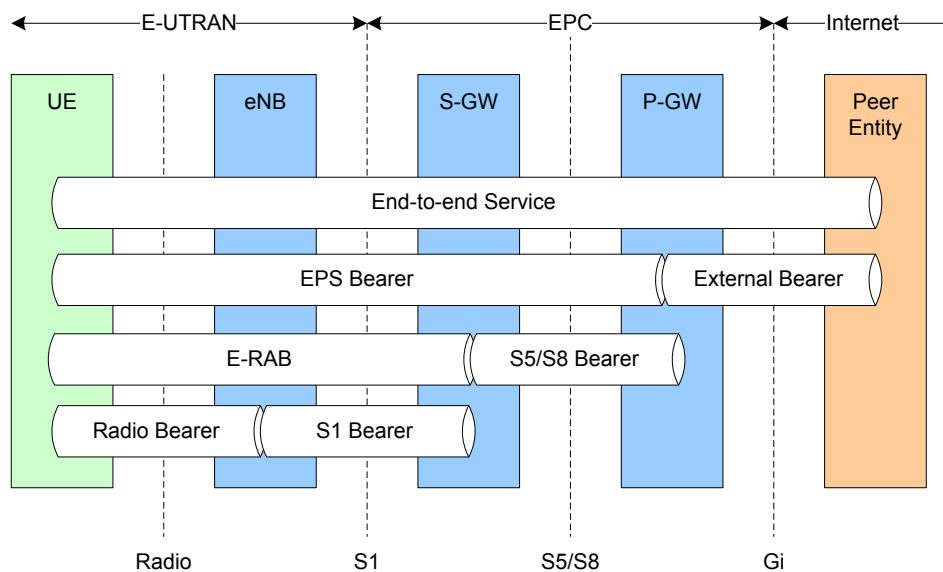 E-UTRAN
EPC
Internet
UE
eNB
S-GW
P-GW
Peer
Entity
End-to-end Service
EPS Bearer
External Bearer
E-RAB
S5/S8 Bearer
Radio Bearer
S1 Bearer
Radio
S1
S5/S8
Gi